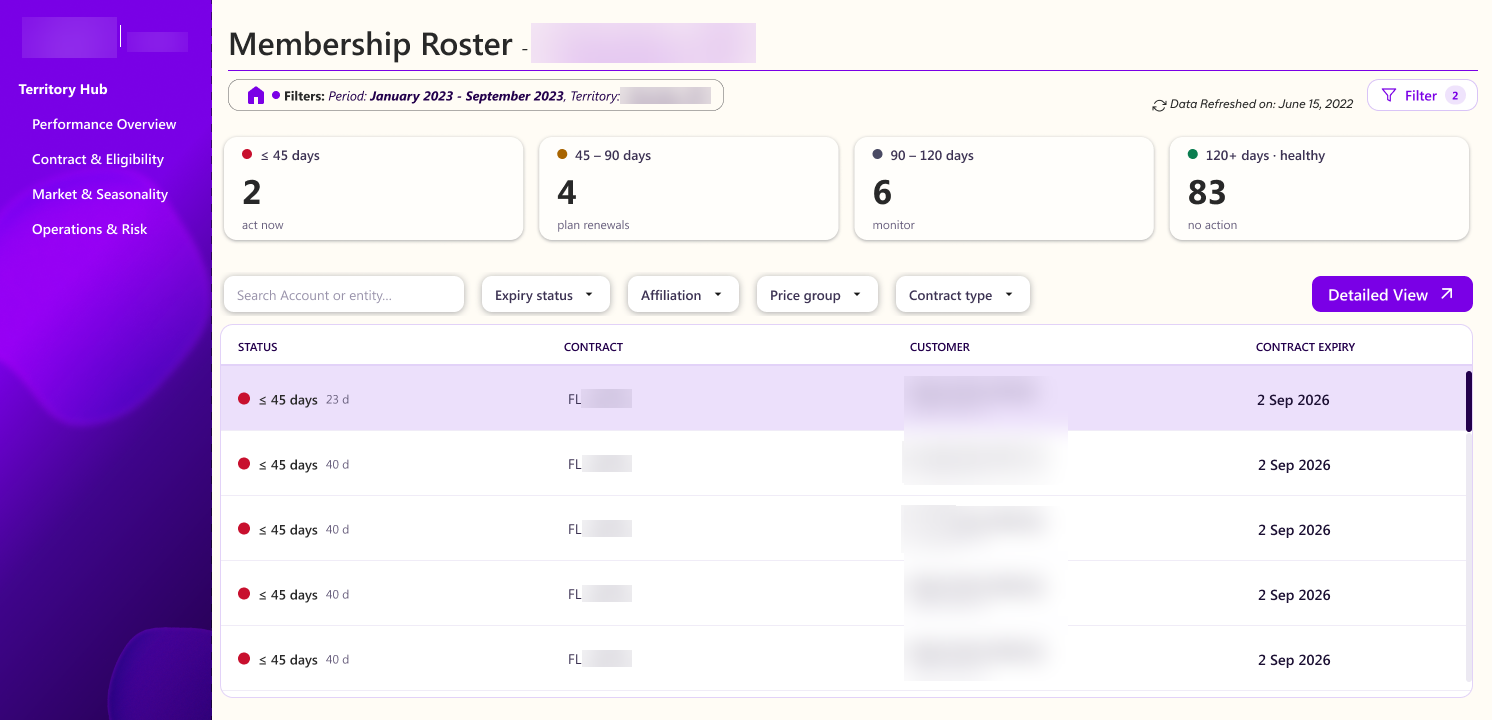 Territory Hub
Performance Overview
Contract & Eligibility
Market & Seasonality
Operations & Risk
Membership Roster -
Filters: Period: January 2023 - September 2023, Territory:
Data Refreshed on: June 15, 2022
Filter 2
≤ 45 days
2
act now
45 – 90 days
4
plan renewals
90 – 120 days
6
monitor
120+ days · healthy
83
no action
Search Account or entity...
Expiry status
Affiliation
Price group
Contract type
Detailed View
STATUS CONTRACT CUSTOMER CONTRACT EXPIRY
≤ 45 days 23 d FL 2 Sep 2026
≤ 45 days 40 d FL 2 Sep 2026
≤ 45 days 40 d FL 2 Sep 2026
≤ 45 days 40 d FL 2 Sep 2026
≤ 45 days 40 d FL 2 Sep 2026